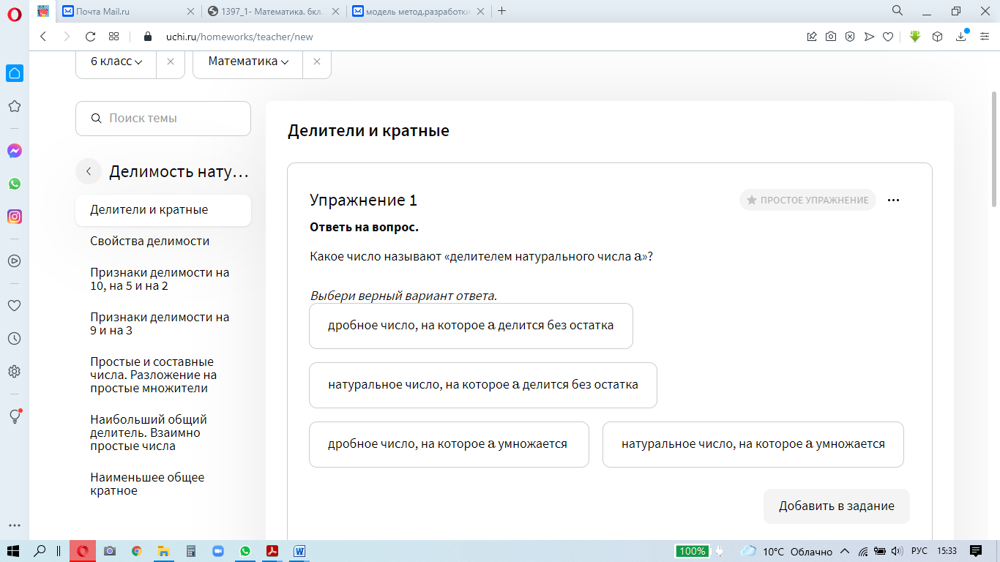 Почта Mail.ru
1397_1- Математика. 6кл.
модель метод.разработки
uchi.ru/homeworks/teacher/new
6 класс
Математика
Поиск темы
Делимость нату...
Делители и кратные
Свойства делимости
Признаки делимости на
10, на 5 и на 2
Признаки делимости на
9 и на 3
Простые и составные
числа. Разложение на
простые множители
Наибольший общий
делитель. Взаимно
простые числа
Наименьшее общее
кратное
Делители и кратные
Упражнение 1
ПРОСТОЕ УПРАЖНЕНИЕ
Ответь на вопрос.
Какое число называют «делителем натурального числа a»?
Выбери верный вариант ответа.
дробное число, на которое a делится без остатка
натуральное число, на которое a делится без остатка
дробное число, на которое a умножается
натуральное число, на которое a умножается
Добавить в задание
100%
10°C Облачно
РУС
15:33